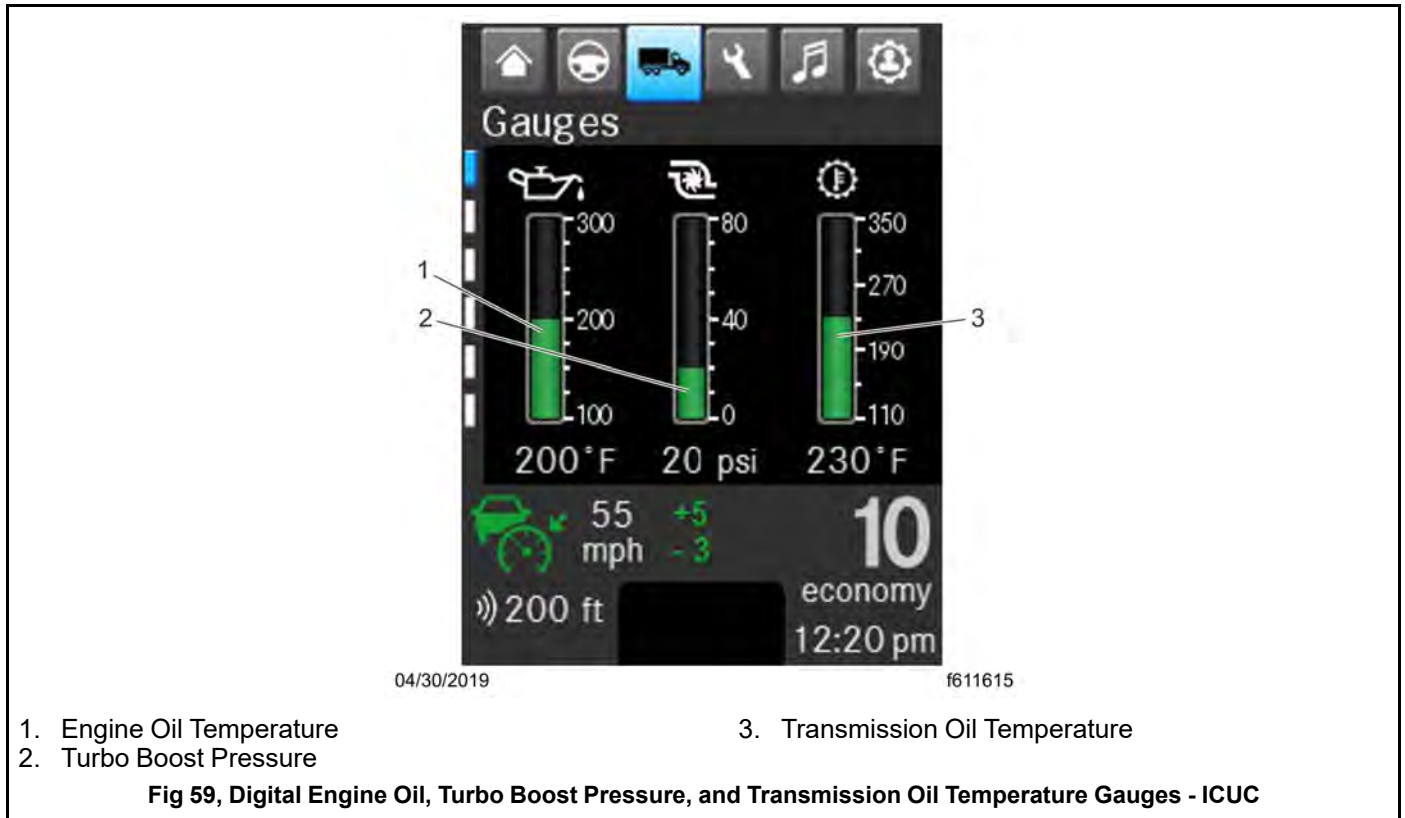 Gauges
300
200
100
80
40
0
350
270
190
110
1
2
3
200°F 20 psi 230°F
55 +5
mph - 3
10
economy
200 ft
12:20 pm
04/30/2019 f611615
1. Engine Oil Temperature
2. Turbo Boost Pressure
3. Transmission Oil Temperature
Fig 59, Digital Engine Oil, Turbo Boost Pressure, and Transmission Oil Temperature Gauges - ICUC